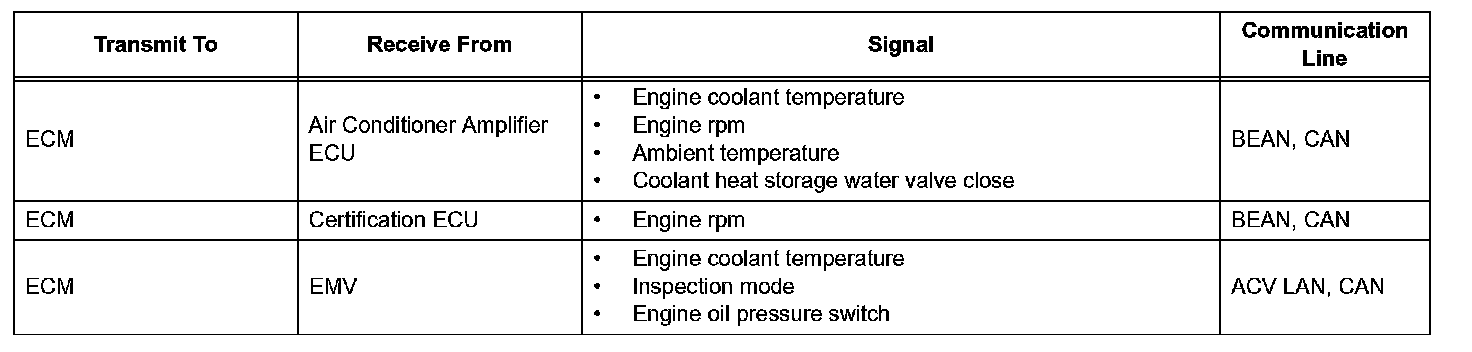 Transmit To
Receive From
Signal
Communication
Line
ECM
Air Conditioner Amplifier
ECU
• Engine coolant temperature
• Engine rpm
• Ambient temperature
• Coolant heat storage water valve close
BEAN, CAN
ECM
Certification ECU
• Engine rpm
BEAN, CAN
ECM
EMV
• Engine coolant temperature
• Inspection mode
• Engine oil pressure switch
ACV LAN, CAN